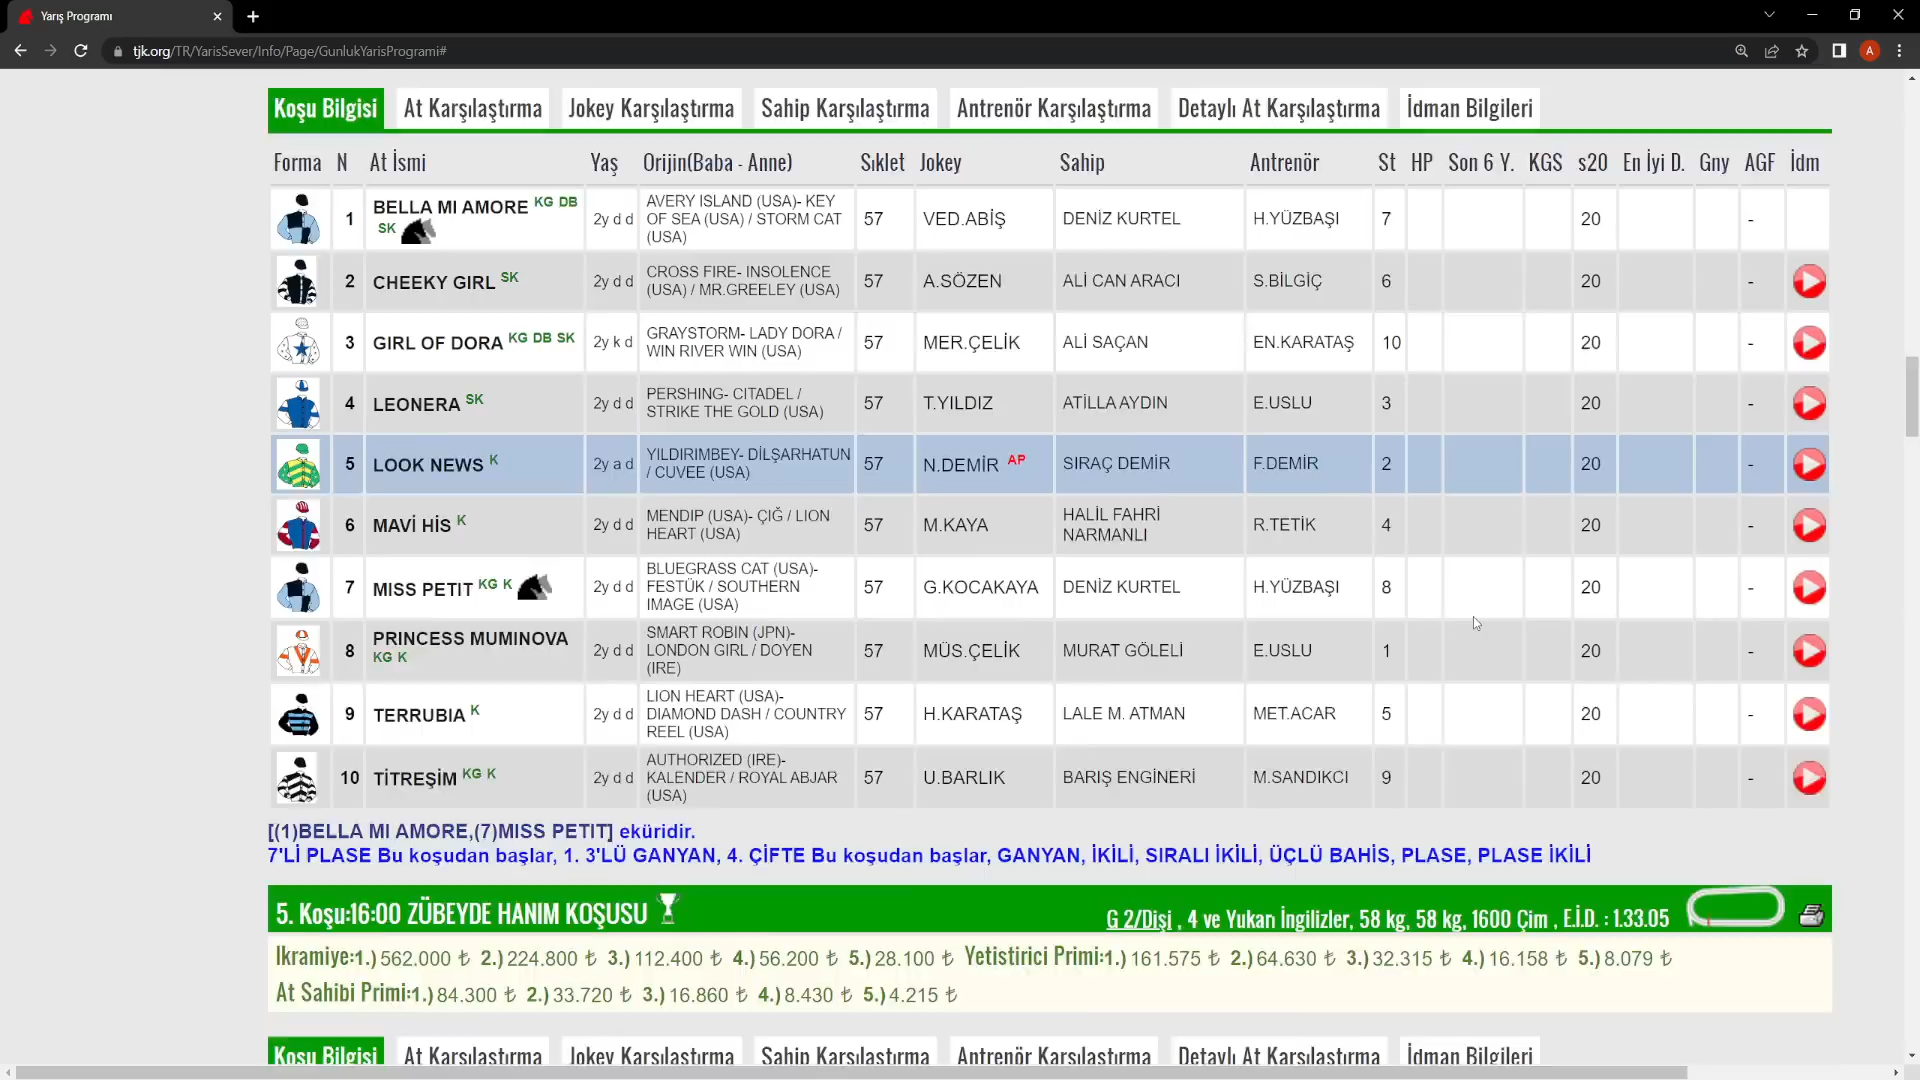 Yarış Programı
tjk.org/TR/YarisSever/Info/Page/GunlukYarisProgrami#
A
Koşu Bilgisi At Karşılaştırma Jokey Karşılaştırma Sahip Karşılaştırma Antrenör Karşılaştırma Detaylı At Karşılaştırma İdman Bilgileri
Forma N At İsmi Yaş Orijin(Baba - Anne) Sıklet Jokey Sahip Antrenör St HP Son 6 Y. KGS s20 En İyi D. Gny AGF İdm
1 BELLA MI AMORE KG DB SK 2y d d AVERY ISLAND (USA)- KEY OF SEA (USA) / STORM CAT (USA) 57 VED.ABİŞ DENİZ KURTEL H.YÜZBAŞI 7 20 -
2 CHEEKY GIRL SK 2y d d CROSS FIRE- INSOLENCE (USA) / MR.GREELEY (USA) 57 A.SÖZEN ALİ CAN ARACI S.BİLGİÇ 6 20 -
3 GIRL OF DORA KG DB SK 2y k d GRAYSTORM- LADY DORA / WIN RIVER WIN (USA) 57 MER.ÇELİK ALİ SAÇAN EN.KARATAŞ 10 20 -
4 LEONERA SK 2y d d PERSHING- CITADEL / STRIKE THE GOLD (USA) 57 T.YILDIZ ATİLLA AYDIN E.USLU 3 20 -
5 LOOK NEWS K 2y a d YILDIRIMBEY- DİLŞARHATUN / CUVEE (USA) 57 N.DEMİR AP SIRAÇ DEMİR F.DEMİR 2 20 -
6 MAVİ HİS K 2y d d MENDIP (USA)- ÇIĞ / LION HEART (USA) 57 M.KAYA HALİL FAHRİ NARMANLI R.TETİK 4 20 -
7 MISS PETIT KG K 2y d d BLUEGRASS CAT (USA)- FESTÜK / SOUTHERN IMAGE (USA) 57 G.KOCAKAYA DENİZ KURTEL H.YÜZBAŞI 8 20 -
8 PRINCESS MUMINOVA KG K 2y d d SMART ROBIN (JPN)- LONDON GIRL / DOYEN (IRE) 57 MÜS.ÇELİK MURAT GÖLELİ E.USLU 1 20 -
9 TERRUBIA K 2y d d LION HEART (USA)- DIAMOND DASH / COUNTRY REEL (USA) 57 H.KARATAŞ LALE M. ATMAN MET.ACAR 5 20 -
10 TİTREŞİM KG K 2y d d AUTHORIZED (IRE)- KALENDER / ROYAL ABJAR (USA) 57 U.BARLIK BARIŞ ENGİNERİ M.SANDIKCI 9 20 -
[(1)BELLA MI AMORE,(7)MISS PETIT] eküridir.
7'Lİ PLASE Bu koşudan başlar, 1. 3'LÜ GANYAN, 4. ÇİFTE Bu koşudan başlar, GANYAN, İKİLİ, SIRALI İKİLİ, ÜÇLÜ BAHİS, PLASE, PLASE İKİLİ
5. Koşu:16:00 ZÜBEYDE HANIM KOŞUSU G 2/Dişi , 4 ve Yukarı İngilizler, 58 kg, 58 kg, 1600 Çim , E.İ.D. : 1.33.05
Ikramiye:1.) 562.000 ₺ 2.) 224.800 ₺ 3.) 112.400 ₺ 4.) 56.200 ₺ 5.) 28.100 ₺ Yetistirici Primi:1.) 161.575 ₺ 2.) 64.630 ₺ 3.) 32.315 ₺ 4.) 16.158 ₺ 5.) 8.079 ₺
At Sahibi Primi:1.) 84.300 ₺ 2.) 33.720 ₺ 3.) 16.860 ₺ 4.) 8.430 ₺ 5.) 4.215 ₺
Koşu Bilgisi At Karşılaştırma Jokey Karşılaştırma Sahip Karşılaştırma Antrenör Karşılaştırma Detaylı At Karşılaştırma İdman Bilgileri